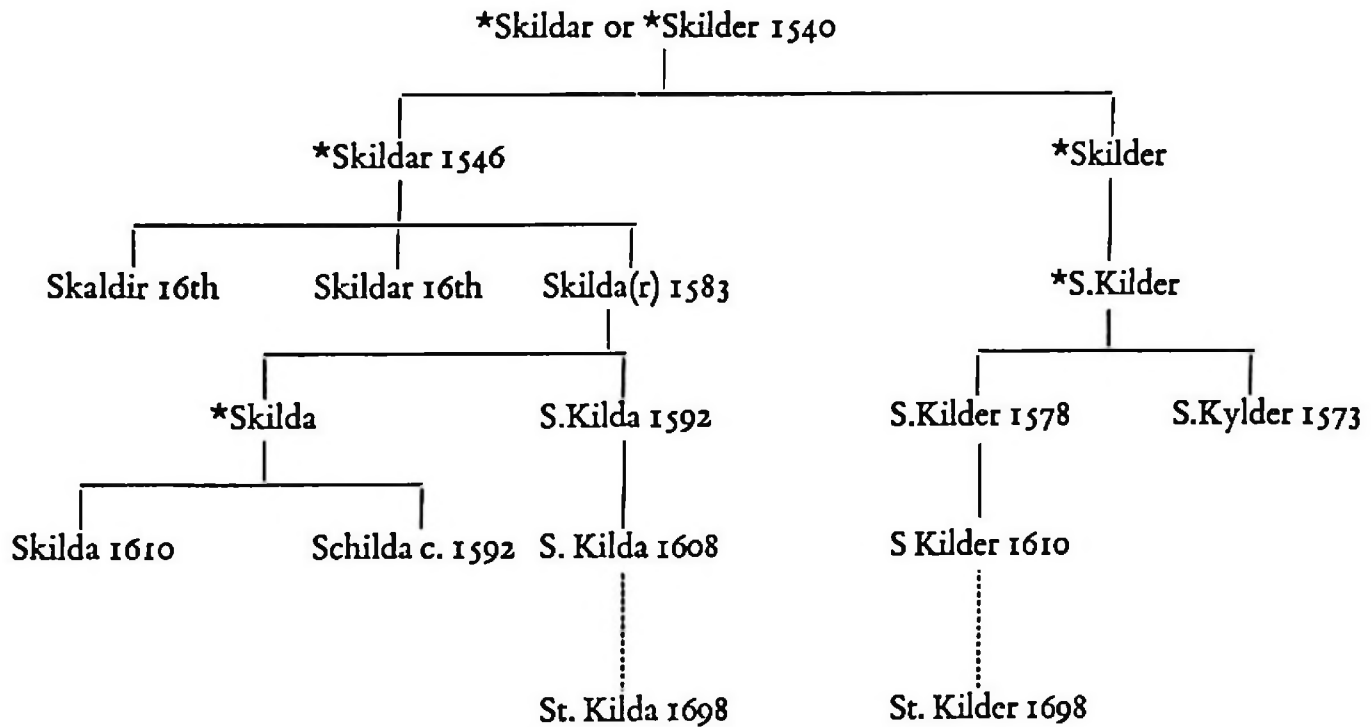 *Skildar or *Skilder 1540
*Skildar 1546 *Skilder
Skaldir 16th Skildar 16th Skilda(r) 1583 *S.Kilder
*Skilda S.Kilda 1592 S.Kilder 1578 S.Kylder 1573
Skilda 1610 Schilda c. 1592 S. Kilda 1608 S Kilder 1610
St. Kilda 1698 St. Kilder 1698